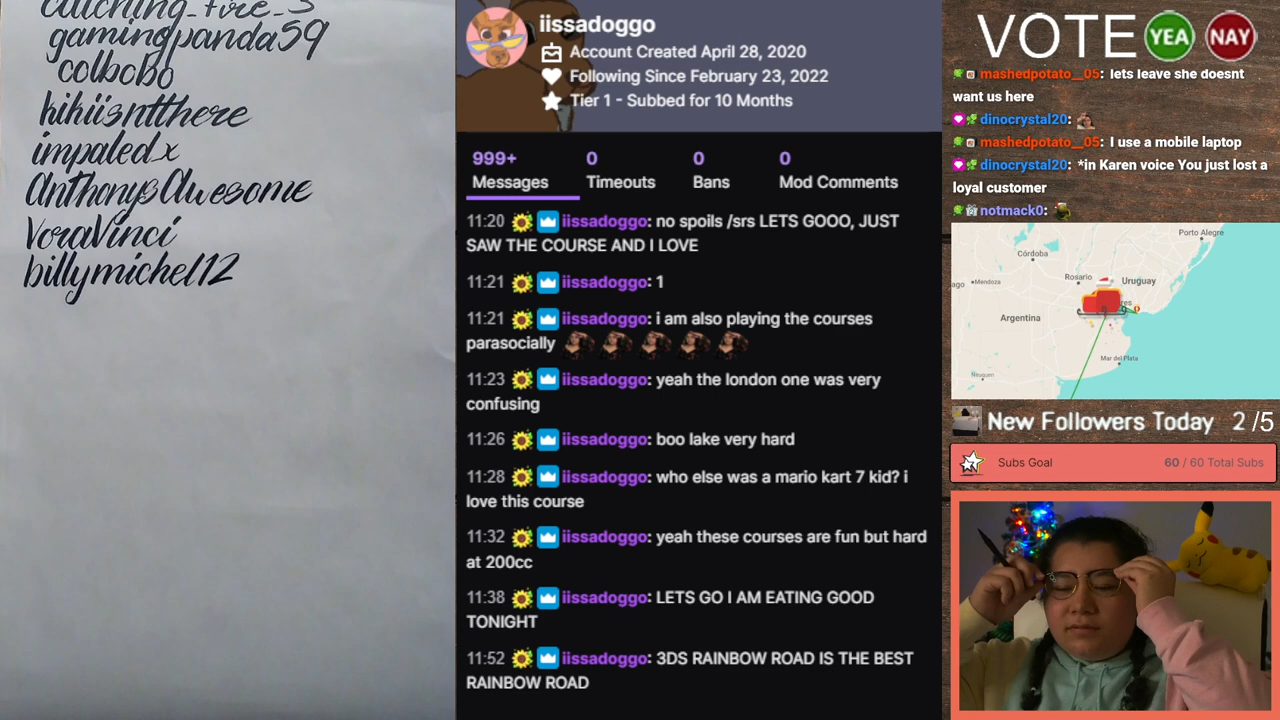 catching_fire_3
gamingpanda59
colbobo
hihiisntthere
impaled_x
AnthonysAwesome
VoraVinci
billymichel12
iissadoggo
Account Created April 28, 2020
Following Since February 23, 2022
Tier 1 - Subbed for 10 Months
999+ 0 0 0
Messages Timeouts Bans Mod Comments
11:20 iissadoggo: no spoils /srs LETS GOOO, JUST
SAW THE COURSE AND I LOVE
11:21 iissadoggo: 1
11:21 iissadoggo: i am also playing the courses
parasocially
11:23 iissadoggo: yeah the london one was very
confusing
11:26 iissadoggo: boo lake very hard
11:28 iissadoggo: who else was a mario kart 7 kid? i
love this course
11:32 iissadoggo: yeah these courses are fun but hard
at 200cc
11:38 iissadoggo: LETS GO I AM EATING GOOD
TONIGHT
11:52 iissadoggo: 3DS RAINBOW ROAD IS THE BEST
RAINBOW ROAD
VOTE YEA NAY
mashedpotato__05: lets leave she doesnt
want us here
dinocrystal20:
mashedpotato__05: I use a mobile laptop
dinocrystal20: *in Karen voice You just lost a
loyal customer
notmack0:
Porto Alegre
Córdoba
Rosario
Uruguay
ago Mendoza
res
Argentina
Mar del Plata
Neuquen
New Followers Today 2 /5
Subs Goal 60 / 60 Total Subs